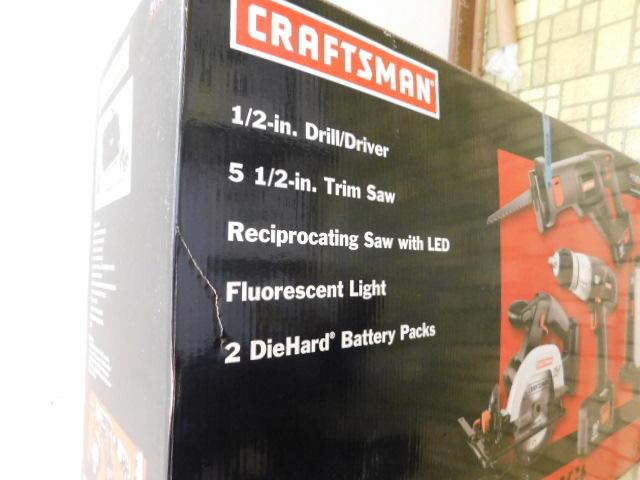 CRAFTSMAN®
1/2-in. Drill/Driver
5 1/2-in. Trim Saw
Reciprocating Saw with LED
Fluorescent Light
2 DieHard® Battery Packs
CRAFTSMAN